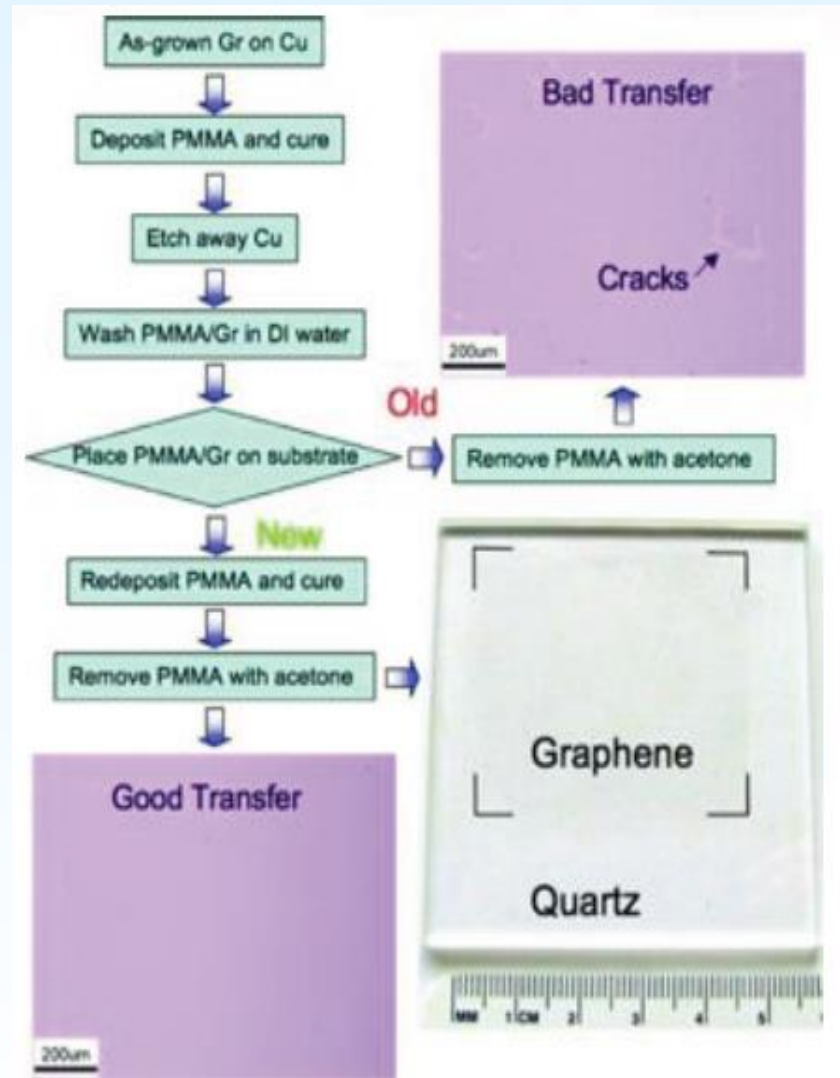 As-grown Gr on Cu
Deposit PMMA and cure
Etch away Cu
Wash PMMA/Gr in DI water
Place PMMA/Gr on substrate
Old
Remove PMMA with acetone
Bad Transfer
Cracks
200um
New
Redeposit PMMA and cure
Remove PMMA with acetone
Good Transfer
200um
Graphene
Quartz
MM 1 CM 2 3 4 5